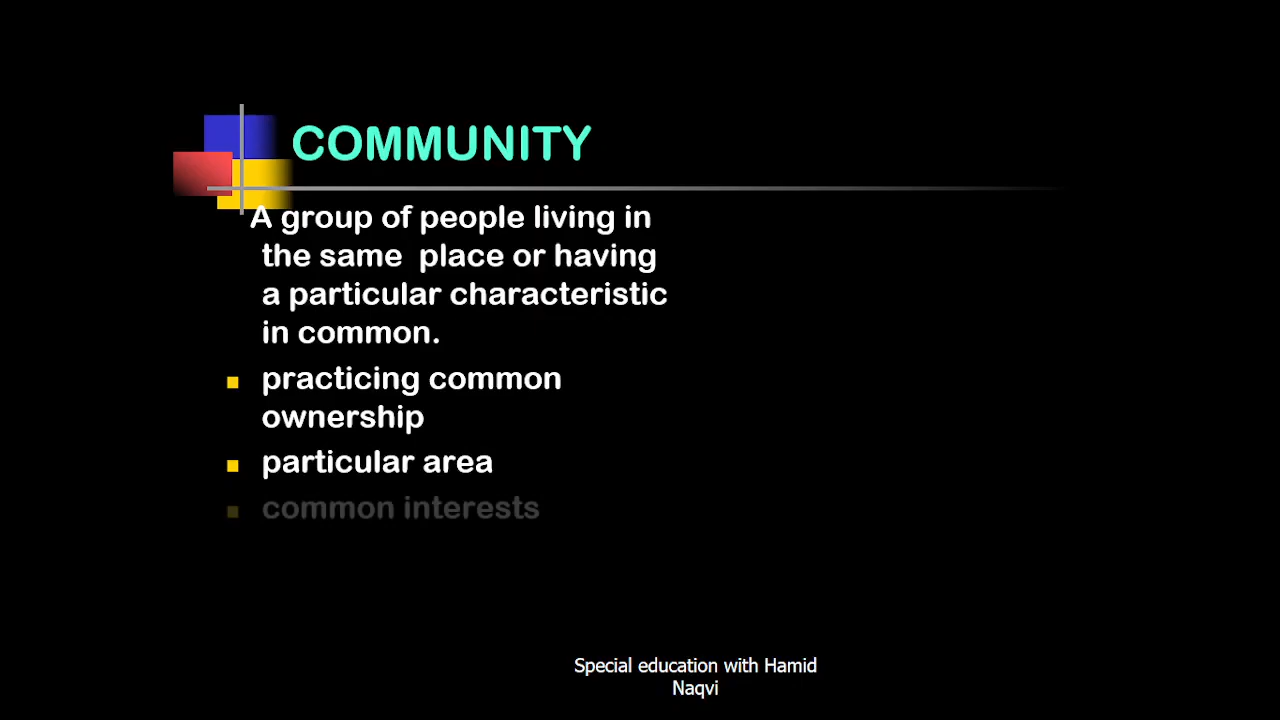 COMMUNITY
A group of people living in
the same place or having
a particular characteristic
in common.
practicing common
ownership
particular area
common interests
Special education with Hamid
Naqvi